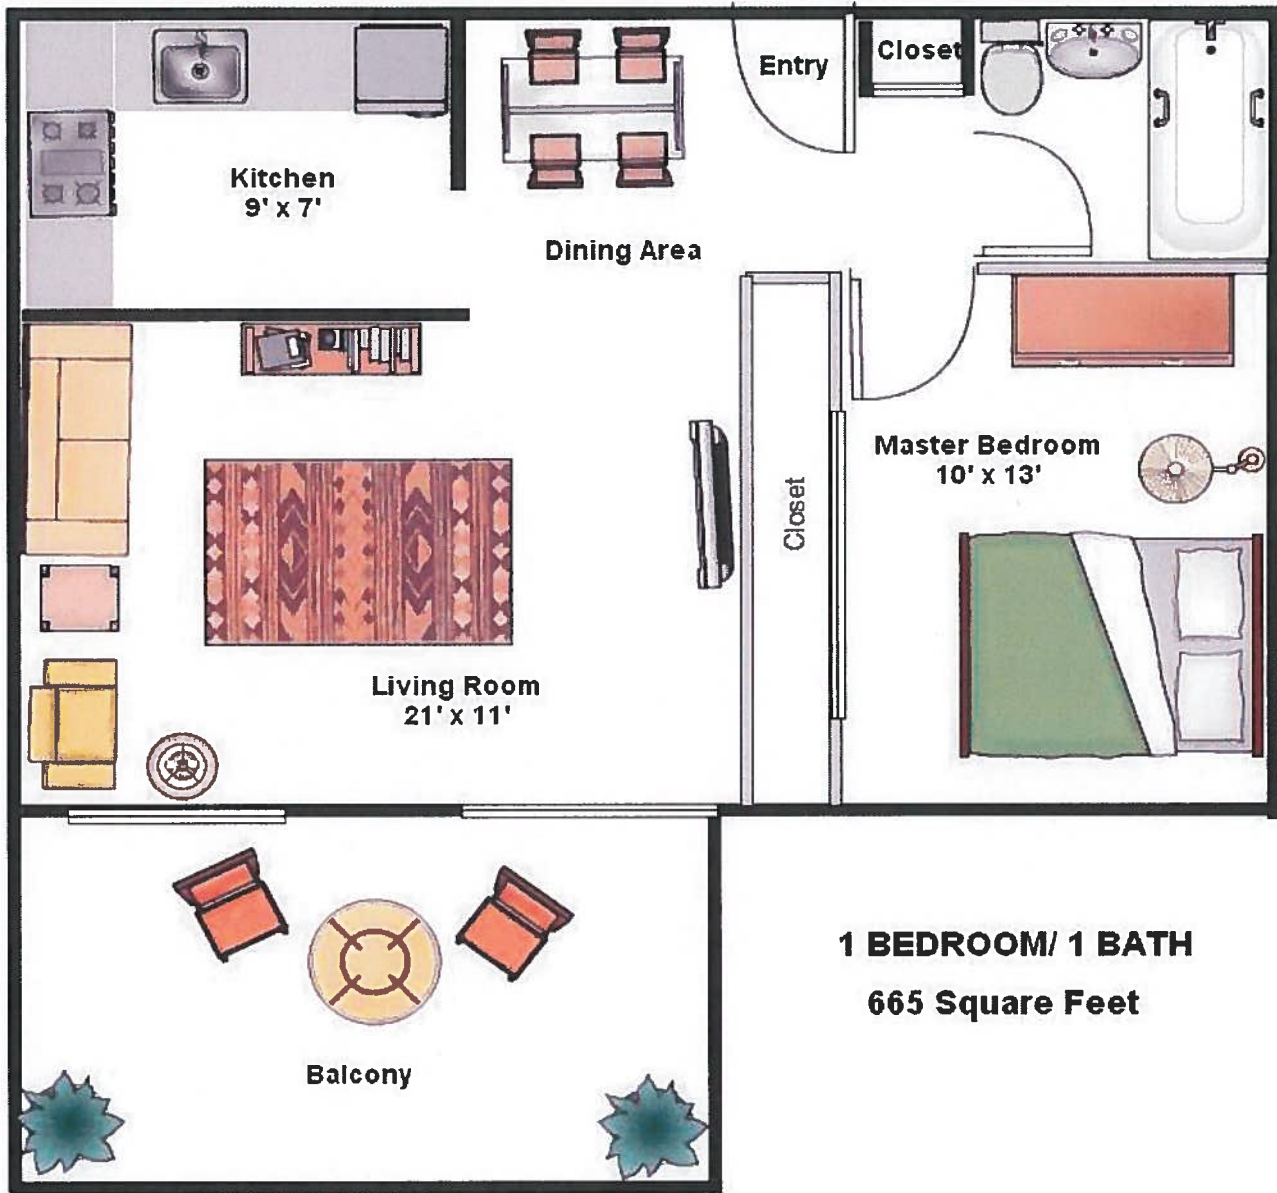 Entry
Closet
Kitchen
9' x 7'
Dining Area
Master Bedroom
10' x 13'
Closet
Living Room
21' x 11'
1 BEDROOM/ 1 BATH
665 Square Feet
Balcony